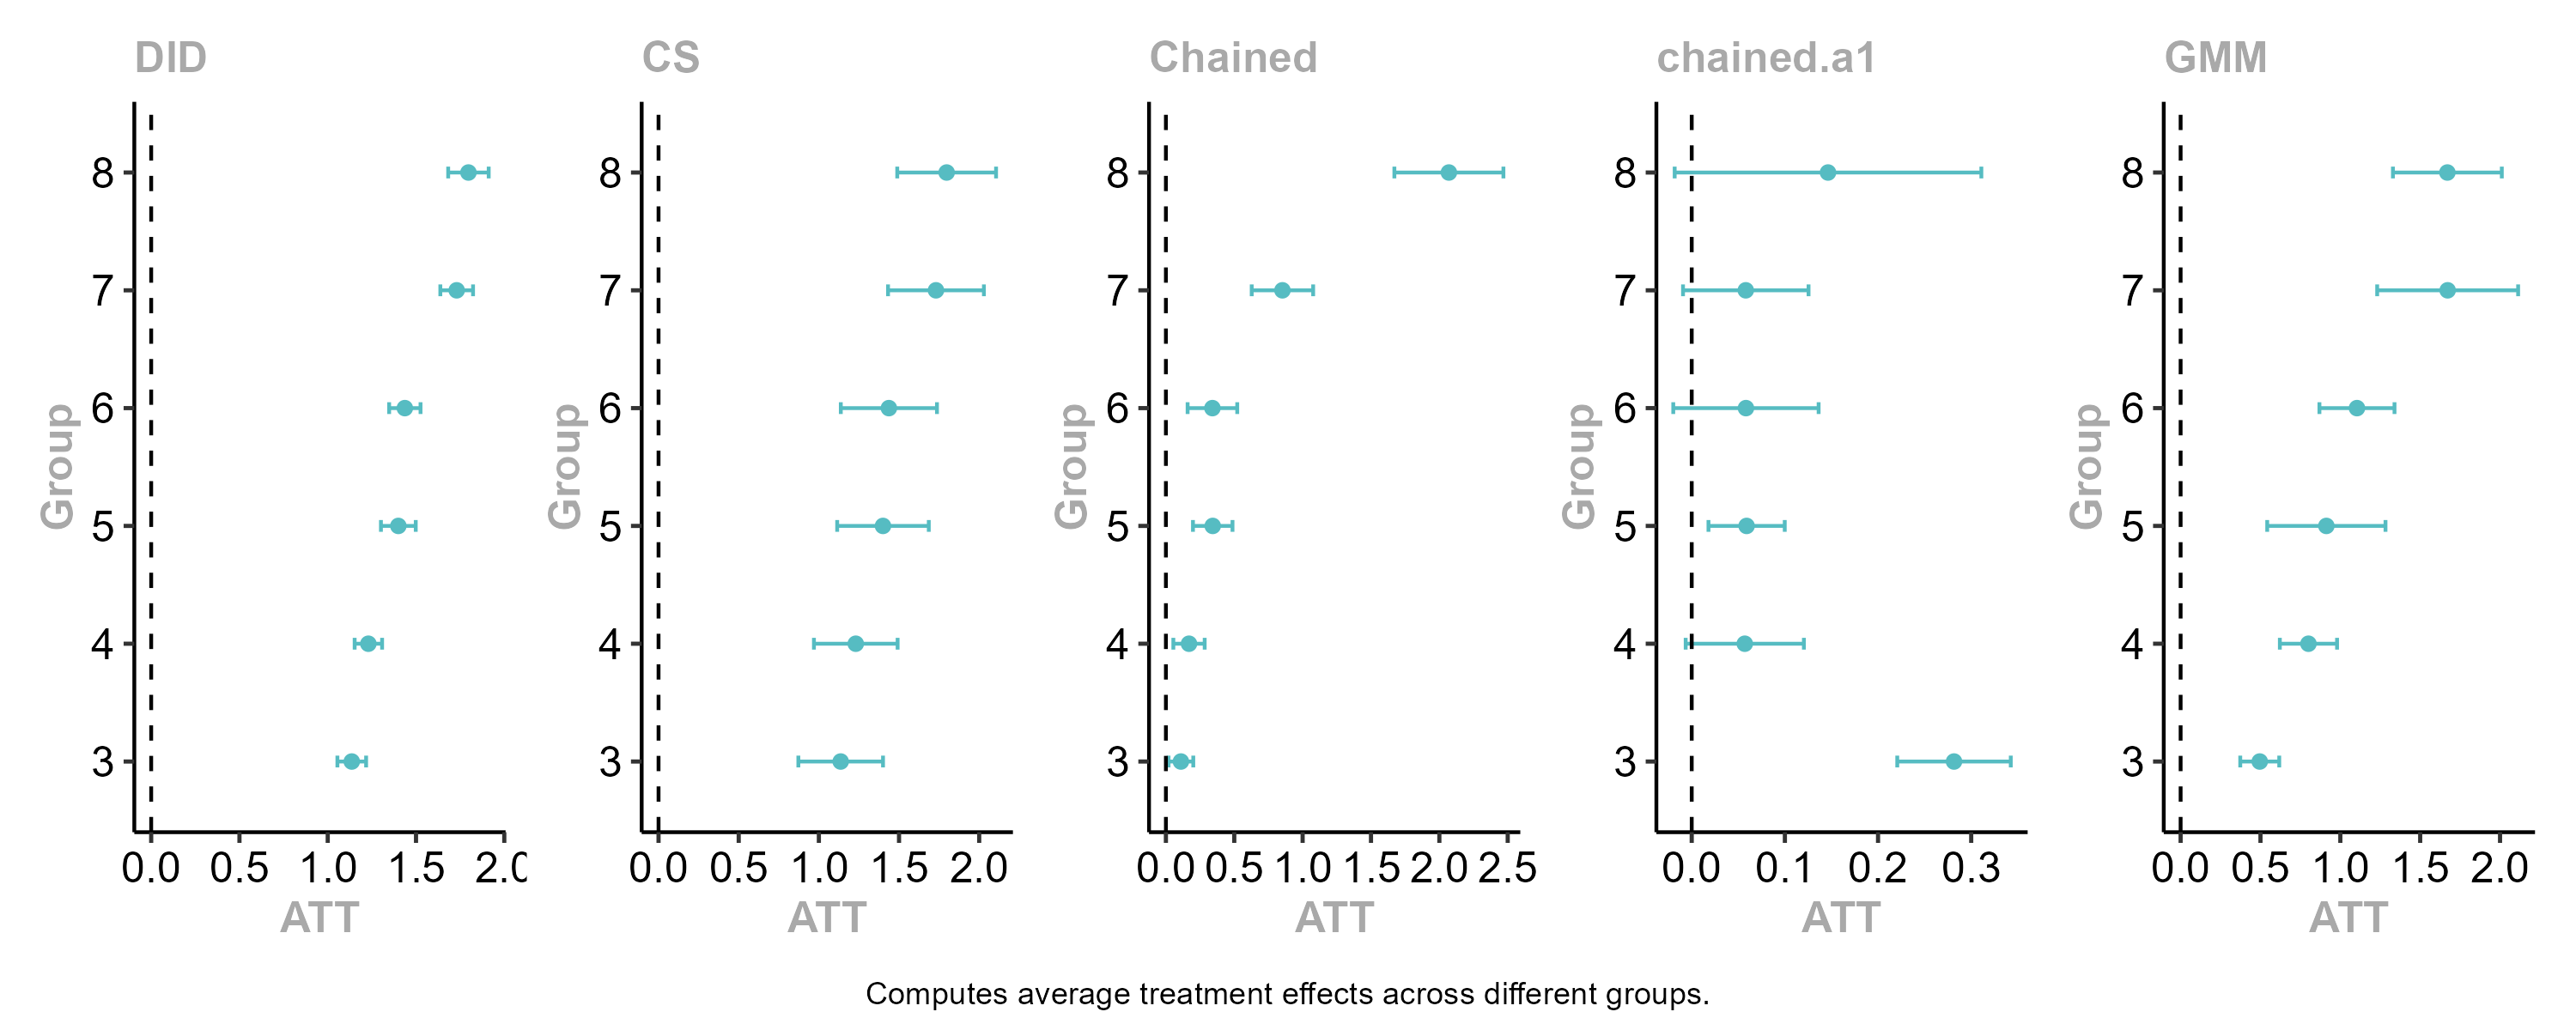 DID CS Chained chained.a1 GMM
8 8 8 8 8
7 7 7 7 7
6 6 6 6 6
Group Group Group Group Group
5 5 5 5 5
4 4 4 4 4
3 3 3 3 3
0.0 0.5 1.0 1.5 2.0 0.0 0.5 1.0 1.5 2.0 0.0 0.5 1.0 1.5 2.0 2.5 0.0 0.1 0.2 0.3 0.0 0.5 1.0 1.5 2.0
ATT ATT ATT ATT ATT
Computes average treatment effects across different groups.